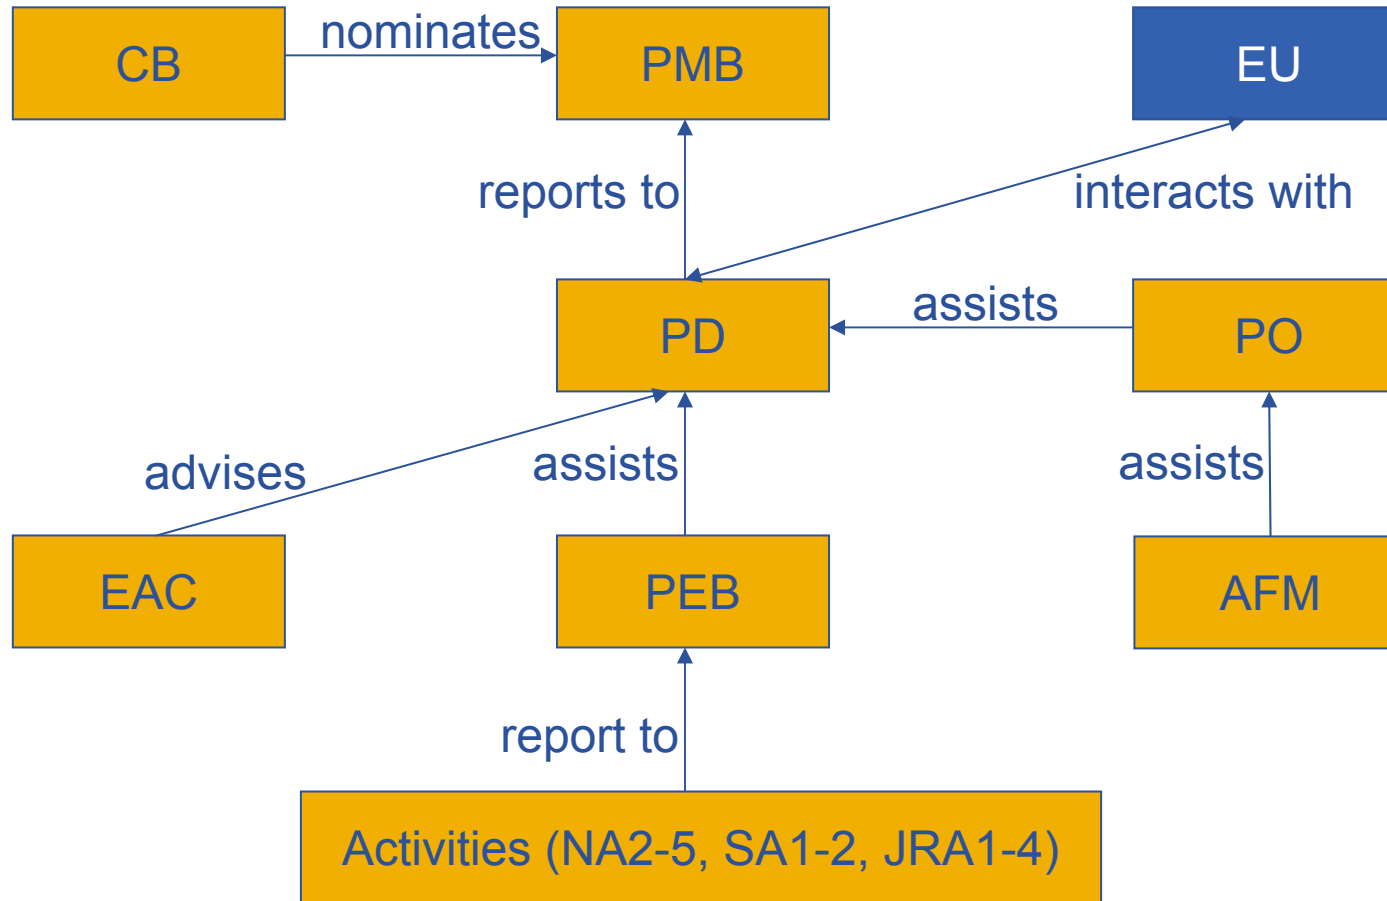 CB
nominates
PMB
EU
reports to
interacts with
PD
assists
PO
advises
assists
assists
EAC
PEB
AFM
report to
Activities (NA2-5, SA1-2, JRA1-4)